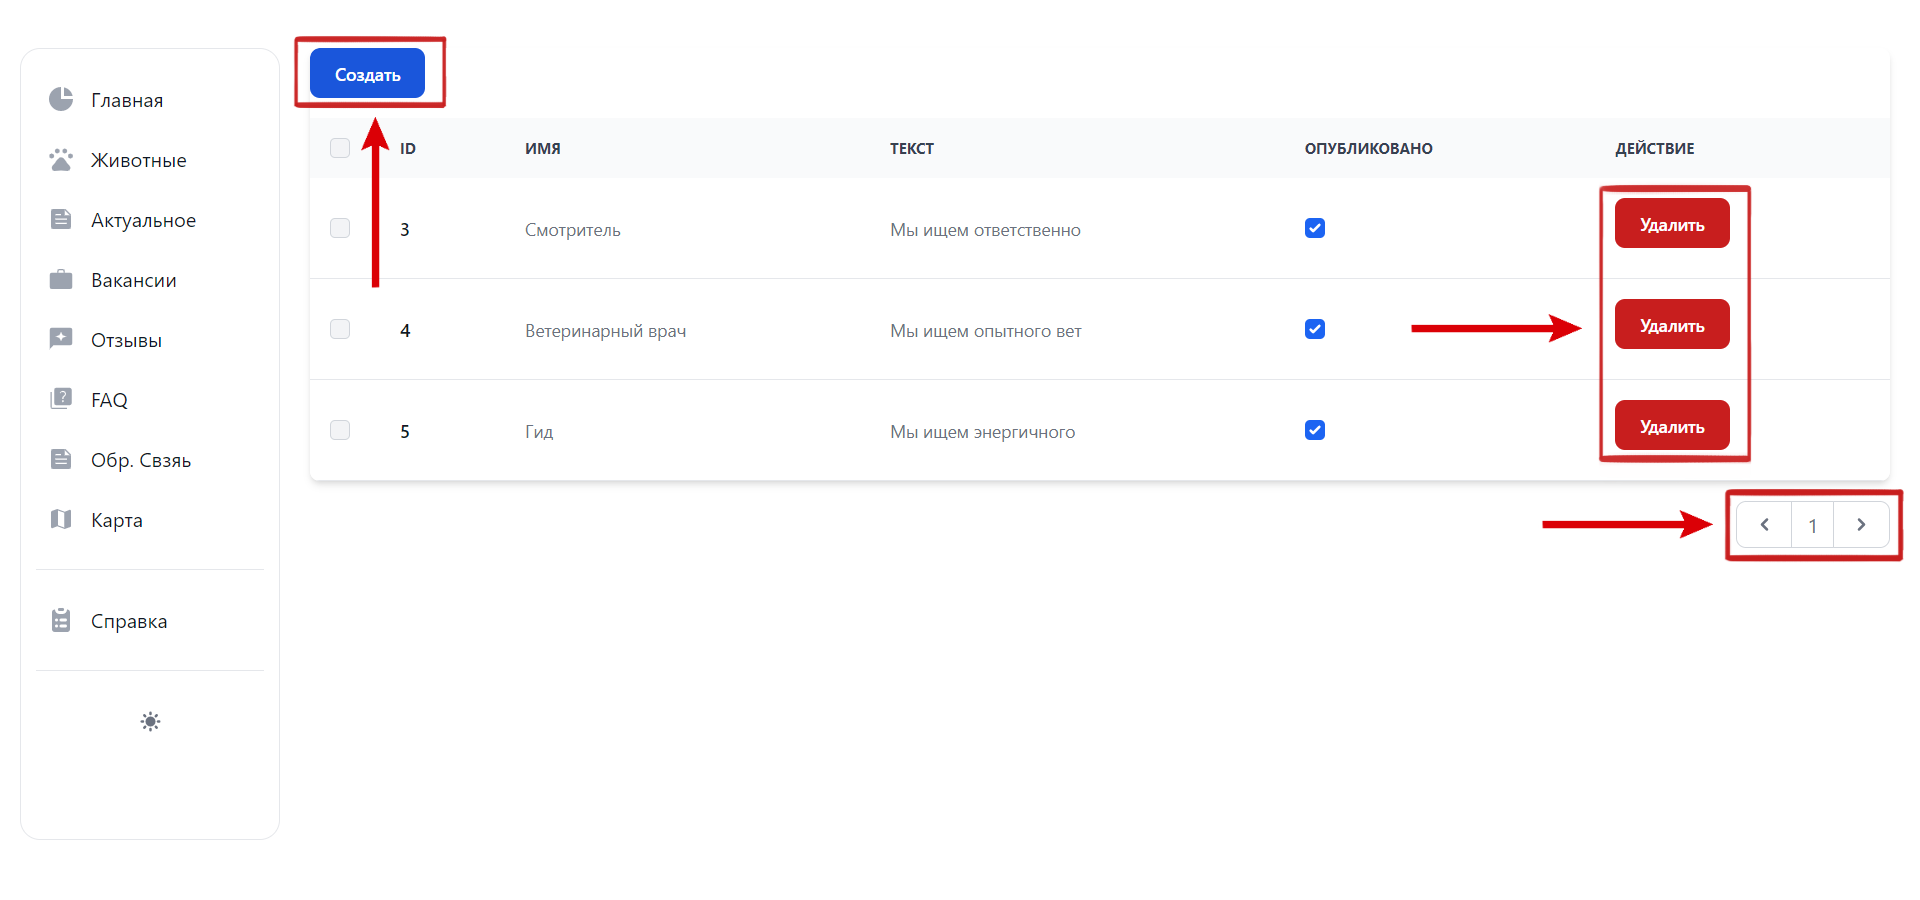 Главная
Животные
Актуальное
Вакансии
Отзывы
FAQ
Обр. Свзяь
Карта
Справка
Создать
ID ИМЯ ТЕКСТ ОПУБЛИКОВАНО ДЕЙСТВИЕ
3 Смотритель Мы ищем ответственно Удалить
4 Ветеринарный врач Мы ищем опытного вет Удалить
5 Гид Мы ищем энергичного Удалить
1